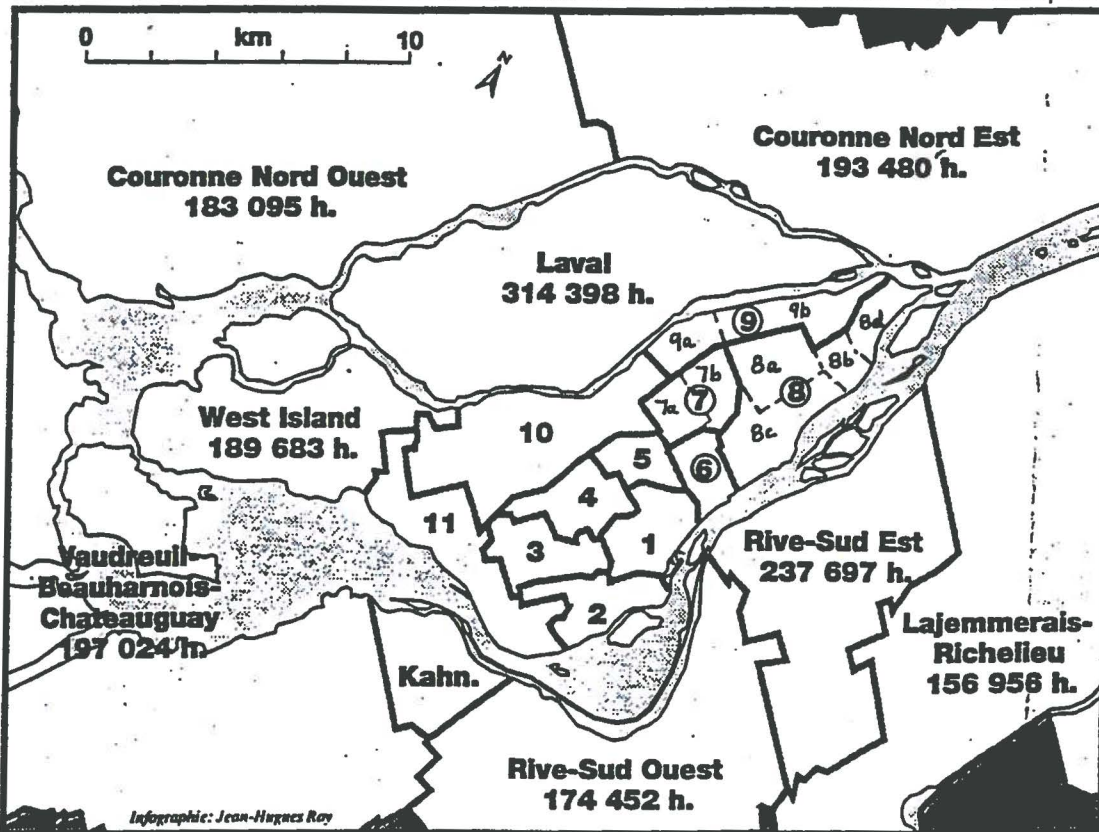 0 km 10
N
Couronne Nord Est
193 480 h.
Couronne Nord Ouest
183 095 h.
Laval
314 398 h.
9b
9
8d
9a
7b
8a
8b
7
7a
8
8c
West Island
189 683 h.
10
5
6
4
11
3
1
Rive-Sud Est
237 697 h.
Vaudreuil-
Beauharnois-
Chateauguay
197 024 h.
2
Lajemmerais-
Richelieu
156 956 h.
Kahn.
Rive-Sud Ouest
174 452 h.
Infographie: Jean-Hugues Roy